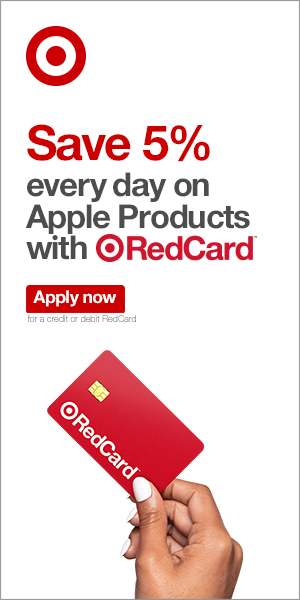 Save 5%
every day on
Apple Products
with RedCard™
Apply now
for a credit or debit RedCard
RedCard